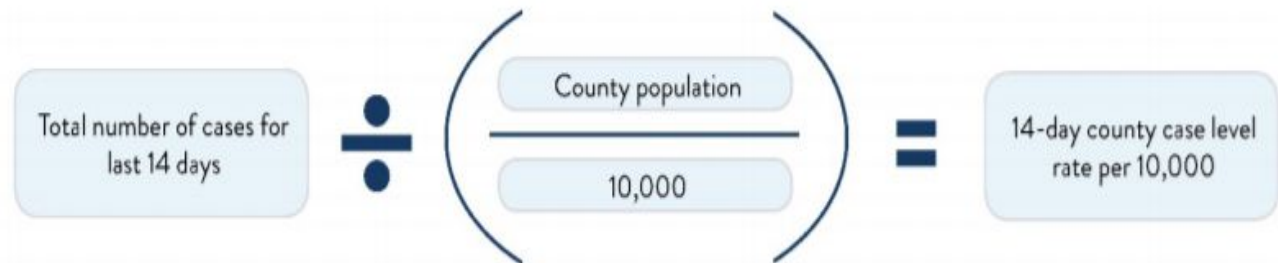 Total number of cases for
last 14 days
÷
County population
10,000
=
14-day county case level
rate per 10,000